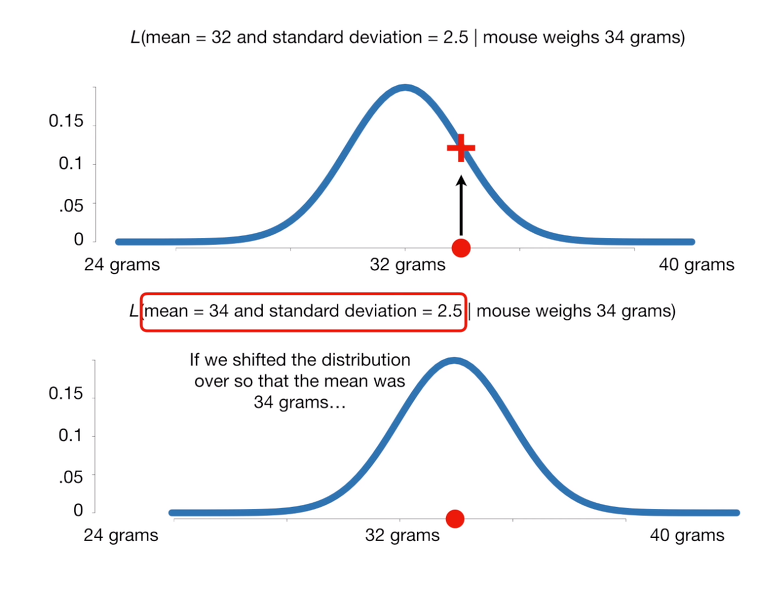 L(mean = 32 and standard deviation = 2.5 | mouse weighs 34 grams)
0.15
0.1
.05
0
24 grams
32 grams
40 grams
L(mean = 34 and standard deviation = 2.5 | mouse weighs 34 grams)
If we shifted the distribution
over so that the mean was
34 grams…
0.15
0.1
.05
0
24 grams
32 grams
40 grams